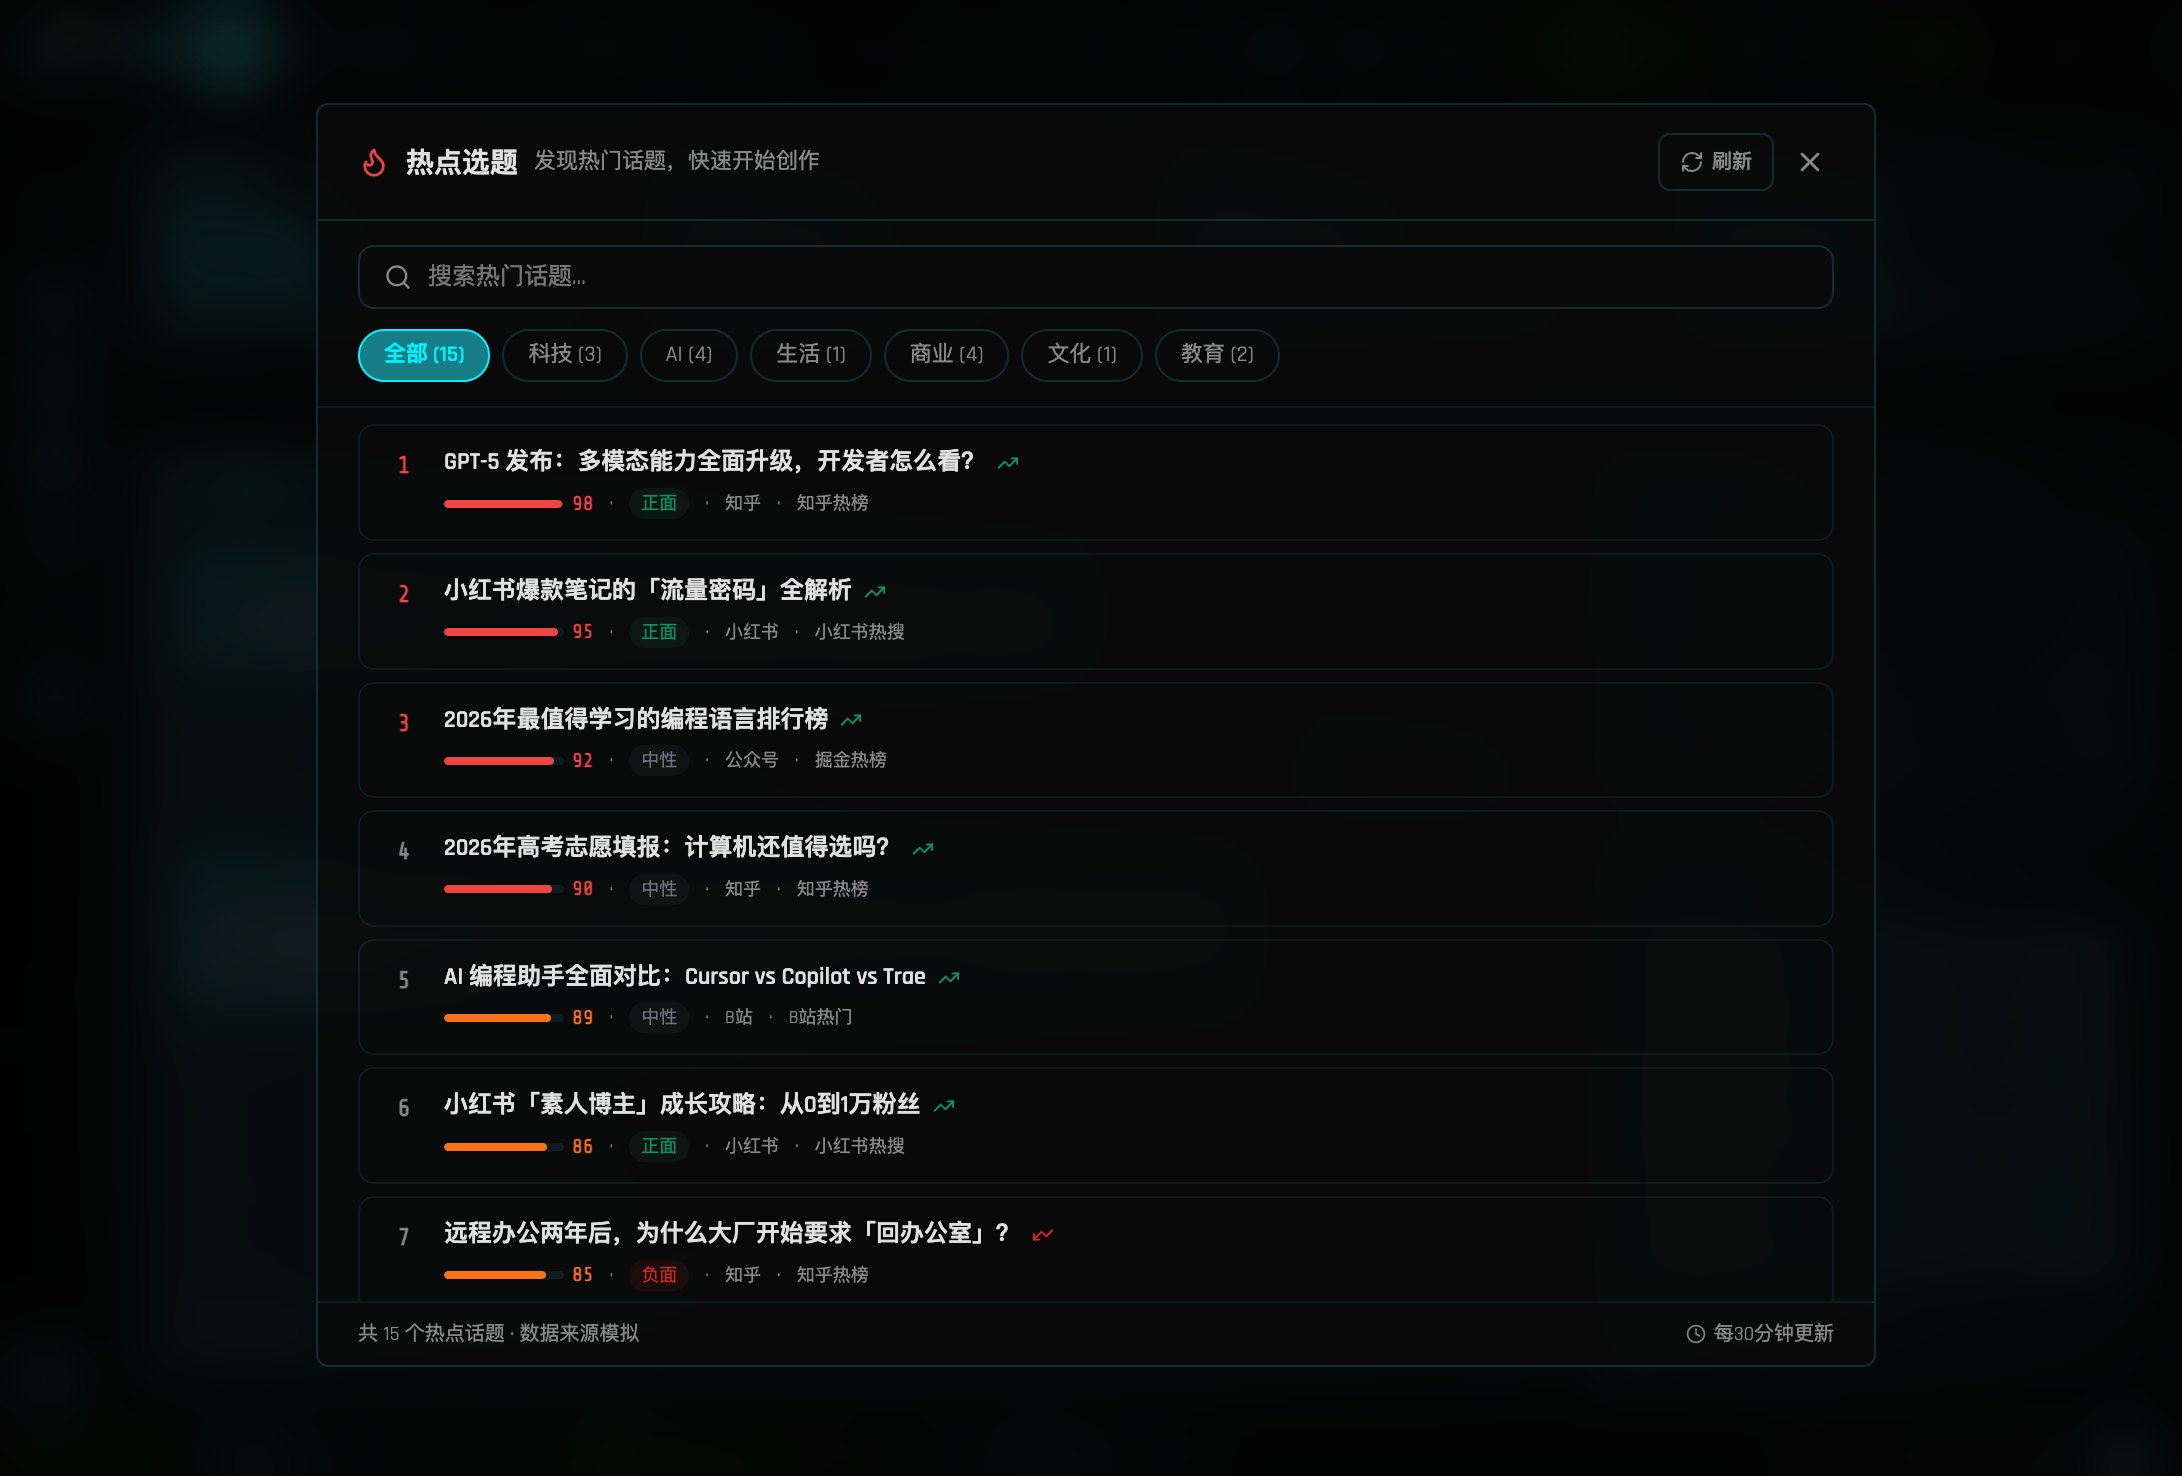 热点选题 发现热门话题，快速开始创作 刷新
搜索热门话题...
全部 (15) 科技 (3) AI (4) 生活 (1) 商业 (4) 文化 (1) 教育 (2)
1 GPT-5 发布：多模态能力全面升级，开发者怎么看？
98 · 正面 · 知乎 · 知乎热榜
2 小红书爆款笔记的「流量密码」全解析
95 · 正面 · 小红书 · 小红书热搜
3 2026年最值得学习的编程语言排行榜
92 · 中性 · 公众号 · 掘金热榜
4 2026年高考志愿填报：计算机还值得选吗？
90 · 中性 · 知乎 · 知乎热榜
5 AI 编程助手全面对比：Cursor vs Copilot vs Trae
89 · 中性 · B站 · B站热门
6 小红书「素人博主」成长攻略：从0到1万粉丝
86 · 正面 · 小红书 · 小红书热搜
7 远程办公两年后，为什么大厂开始要求「回办公室」？
85 · 负面 · 知乎 · 知乎热榜
共 15 个热点话题 · 数据来源模拟 每30分钟更新